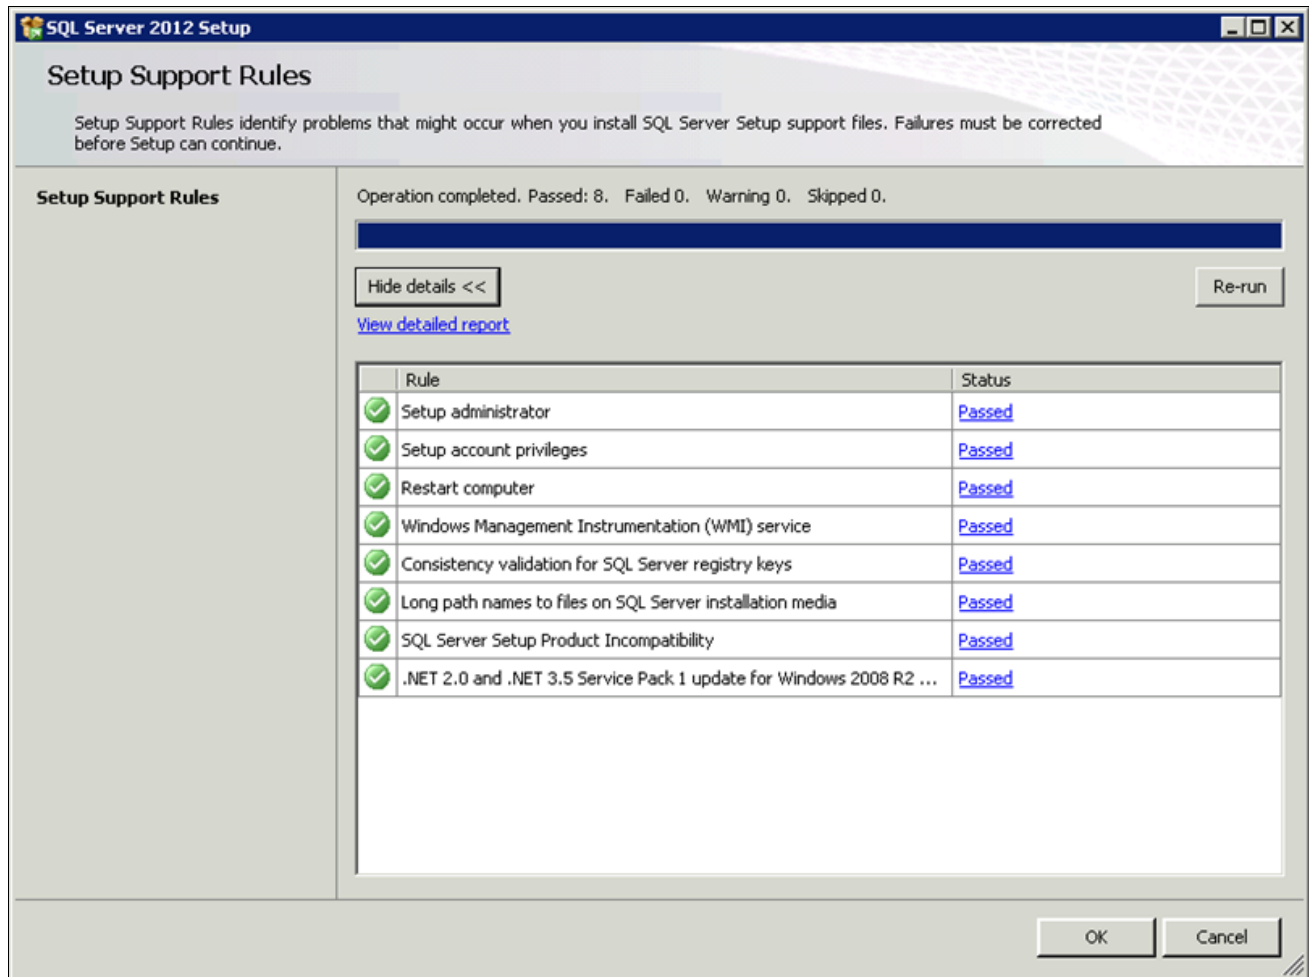 SQL Server 2012 Setup
Setup Support Rules
Setup Support Rules identify problems that might occur when you install SQL Server Setup support files. Failures must be corrected
before Setup can continue.
Setup Support Rules
Operation completed. Passed: 8.   Failed 0.   Warning 0.   Skipped 0.
Hide details <<
Re-run
View detailed report
Rule Status
Setup administrator Passed
Setup account privileges Passed
Restart computer Passed
Windows Management Instrumentation (WMI) service Passed
Consistency validation for SQL Server registry keys Passed
Long path names to files on SQL Server installation media Passed
SQL Server Setup Product Incompatibility Passed
.NET 2.0 and .NET 3.5 Service Pack 1 update for Windows 2008 R2 ... Passed
OK Cancel